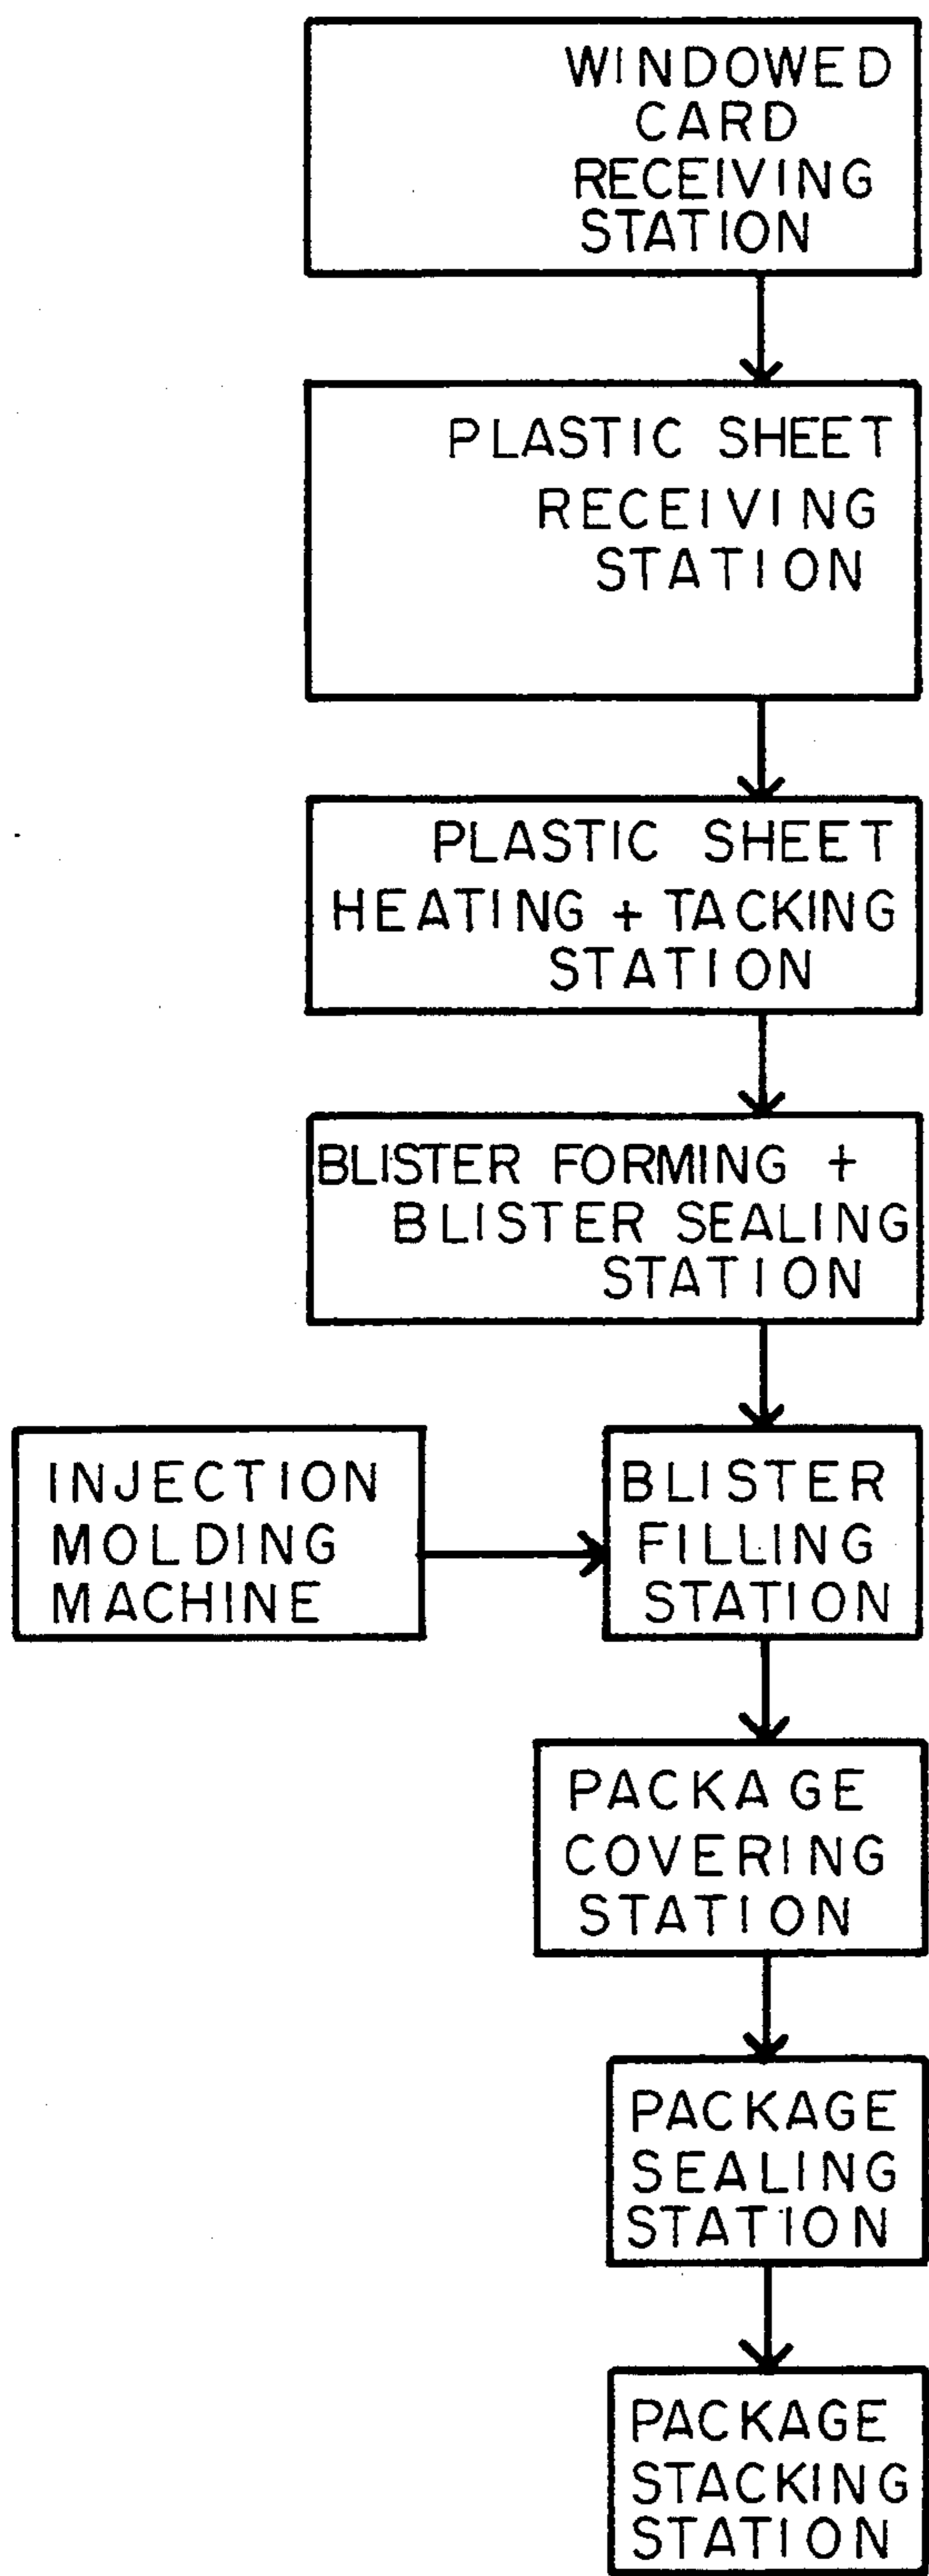 WINDOWED
CARD
RECEIVING
STATION
PLASTIC SHEET
RECEIVING
STATION
PLASTIC SHEET
HEATING + TACKING
STATION
BLISTER FORMING +
BLISTER SEALING
STATION
INJECTION
MOLDING
MACHINE
BLISTER
FILLING
STATION
PACKAGE
COVERING
STATION
PACKAGE
SEALING
STATION
PACKAGE
STACKING
STATION